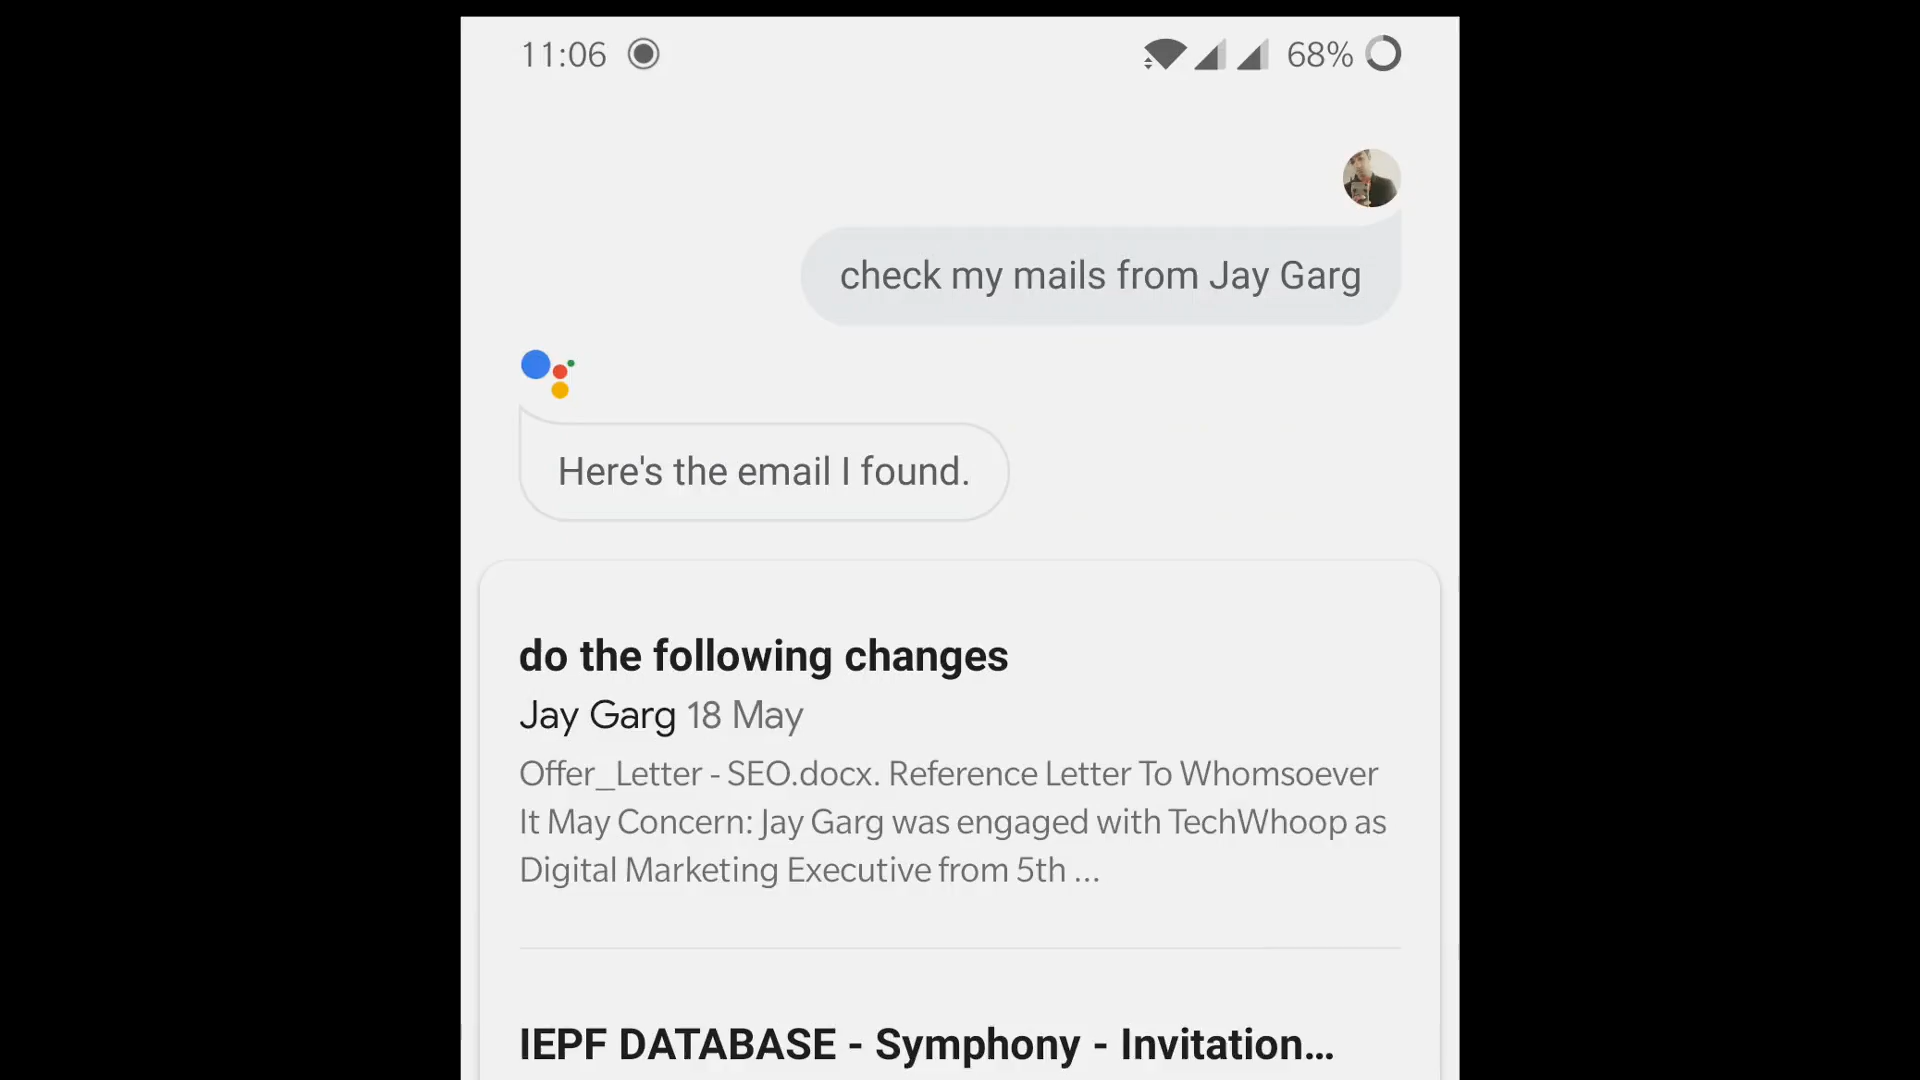 11:06
68%
check my mails from Jay Garg
Here's the email I found.
do the following changes
Jay Garg 18 May
Offer_Letter - SEO.docx. Reference Letter To Whomsoever
It May Concern: Jay Garg was engaged with TechWhoop as
Digital Marketing Executive from 5th ...
IEPF DATABASE - Symphony - Invitation...